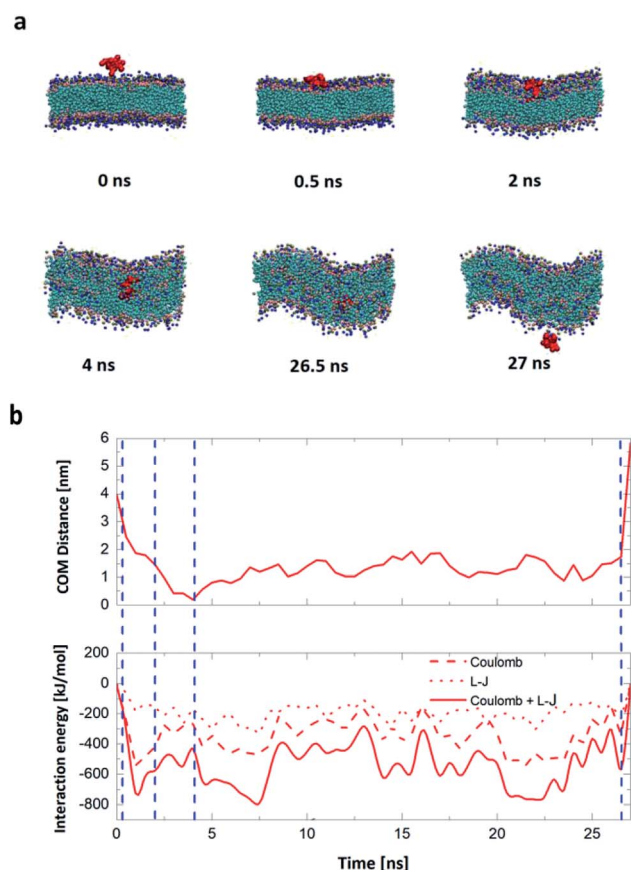 a
0 ns 0.5 ns 2 ns
4 ns 26.5 ns 27 ns
b
6
5
4
3
2
1
0
COM Distance [nm]
200
0
-200
-400
-600
-800
Interaction energy [kJ/mol]
Coulomb
L-J
Coulomb + L-J
0 5 10 15 20 25
Time [ns]